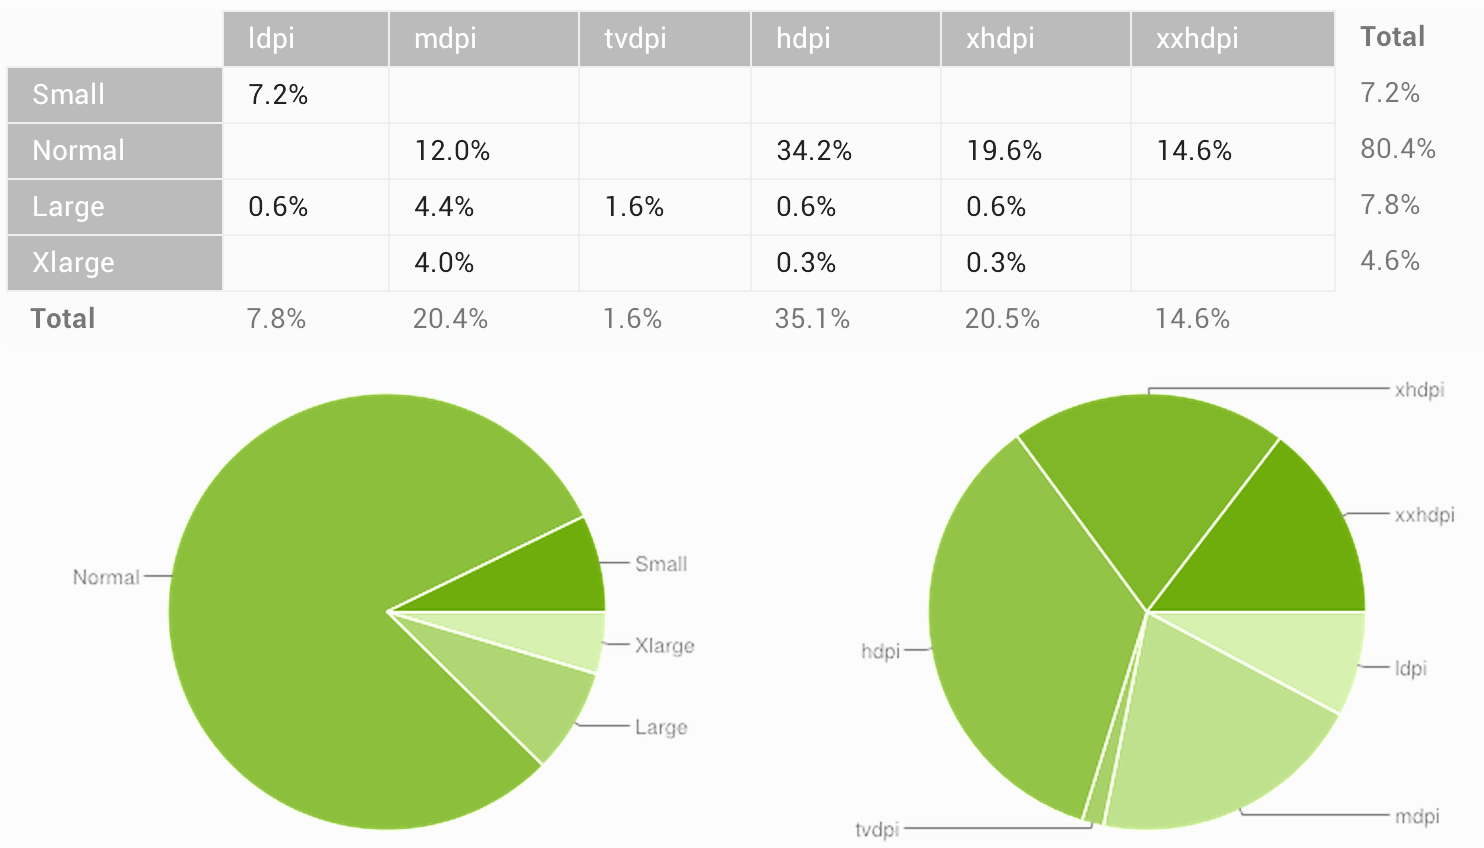 ldpi mdpi tvdpi hdpi xhdpi xxhdpi Total
Small 7.2% 7.2%
Normal 12.0% 34.2% 19.6% 14.6% 80.4%
Large 0.6% 4.4% 1.6% 0.6% 0.6% 7.8%
Xlarge 4.0% 0.3% 0.3% 4.6%
Total 7.8% 20.4% 1.6% 35.1% 20.5% 14.6%
Normal
Small
Xlarge
Large
xhdpi
xxhdpi
hdpi
ldpi
mdpi
tvdpi